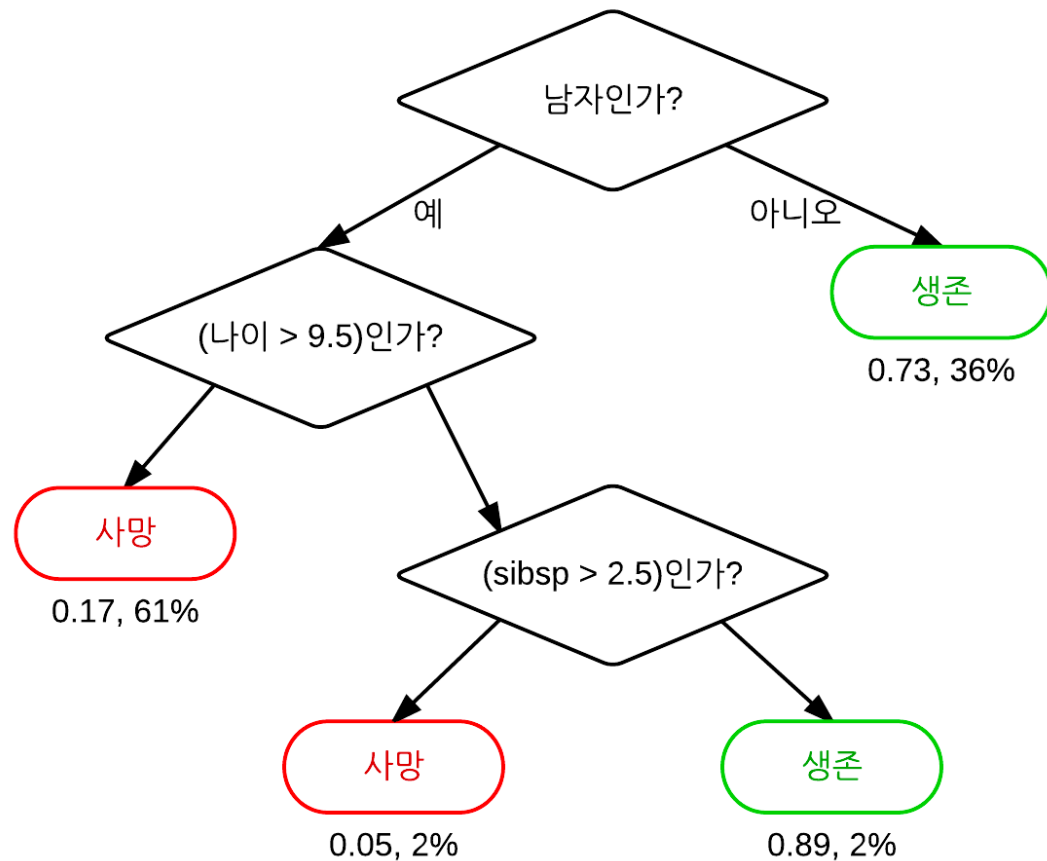 남자인가?
예
아니오
생존
0.73, 36%
(나이 > 9.5)인가?
사망
0.17, 61%
(sibsp > 2.5)인가?
사망
0.05, 2%
생존
0.89, 2%